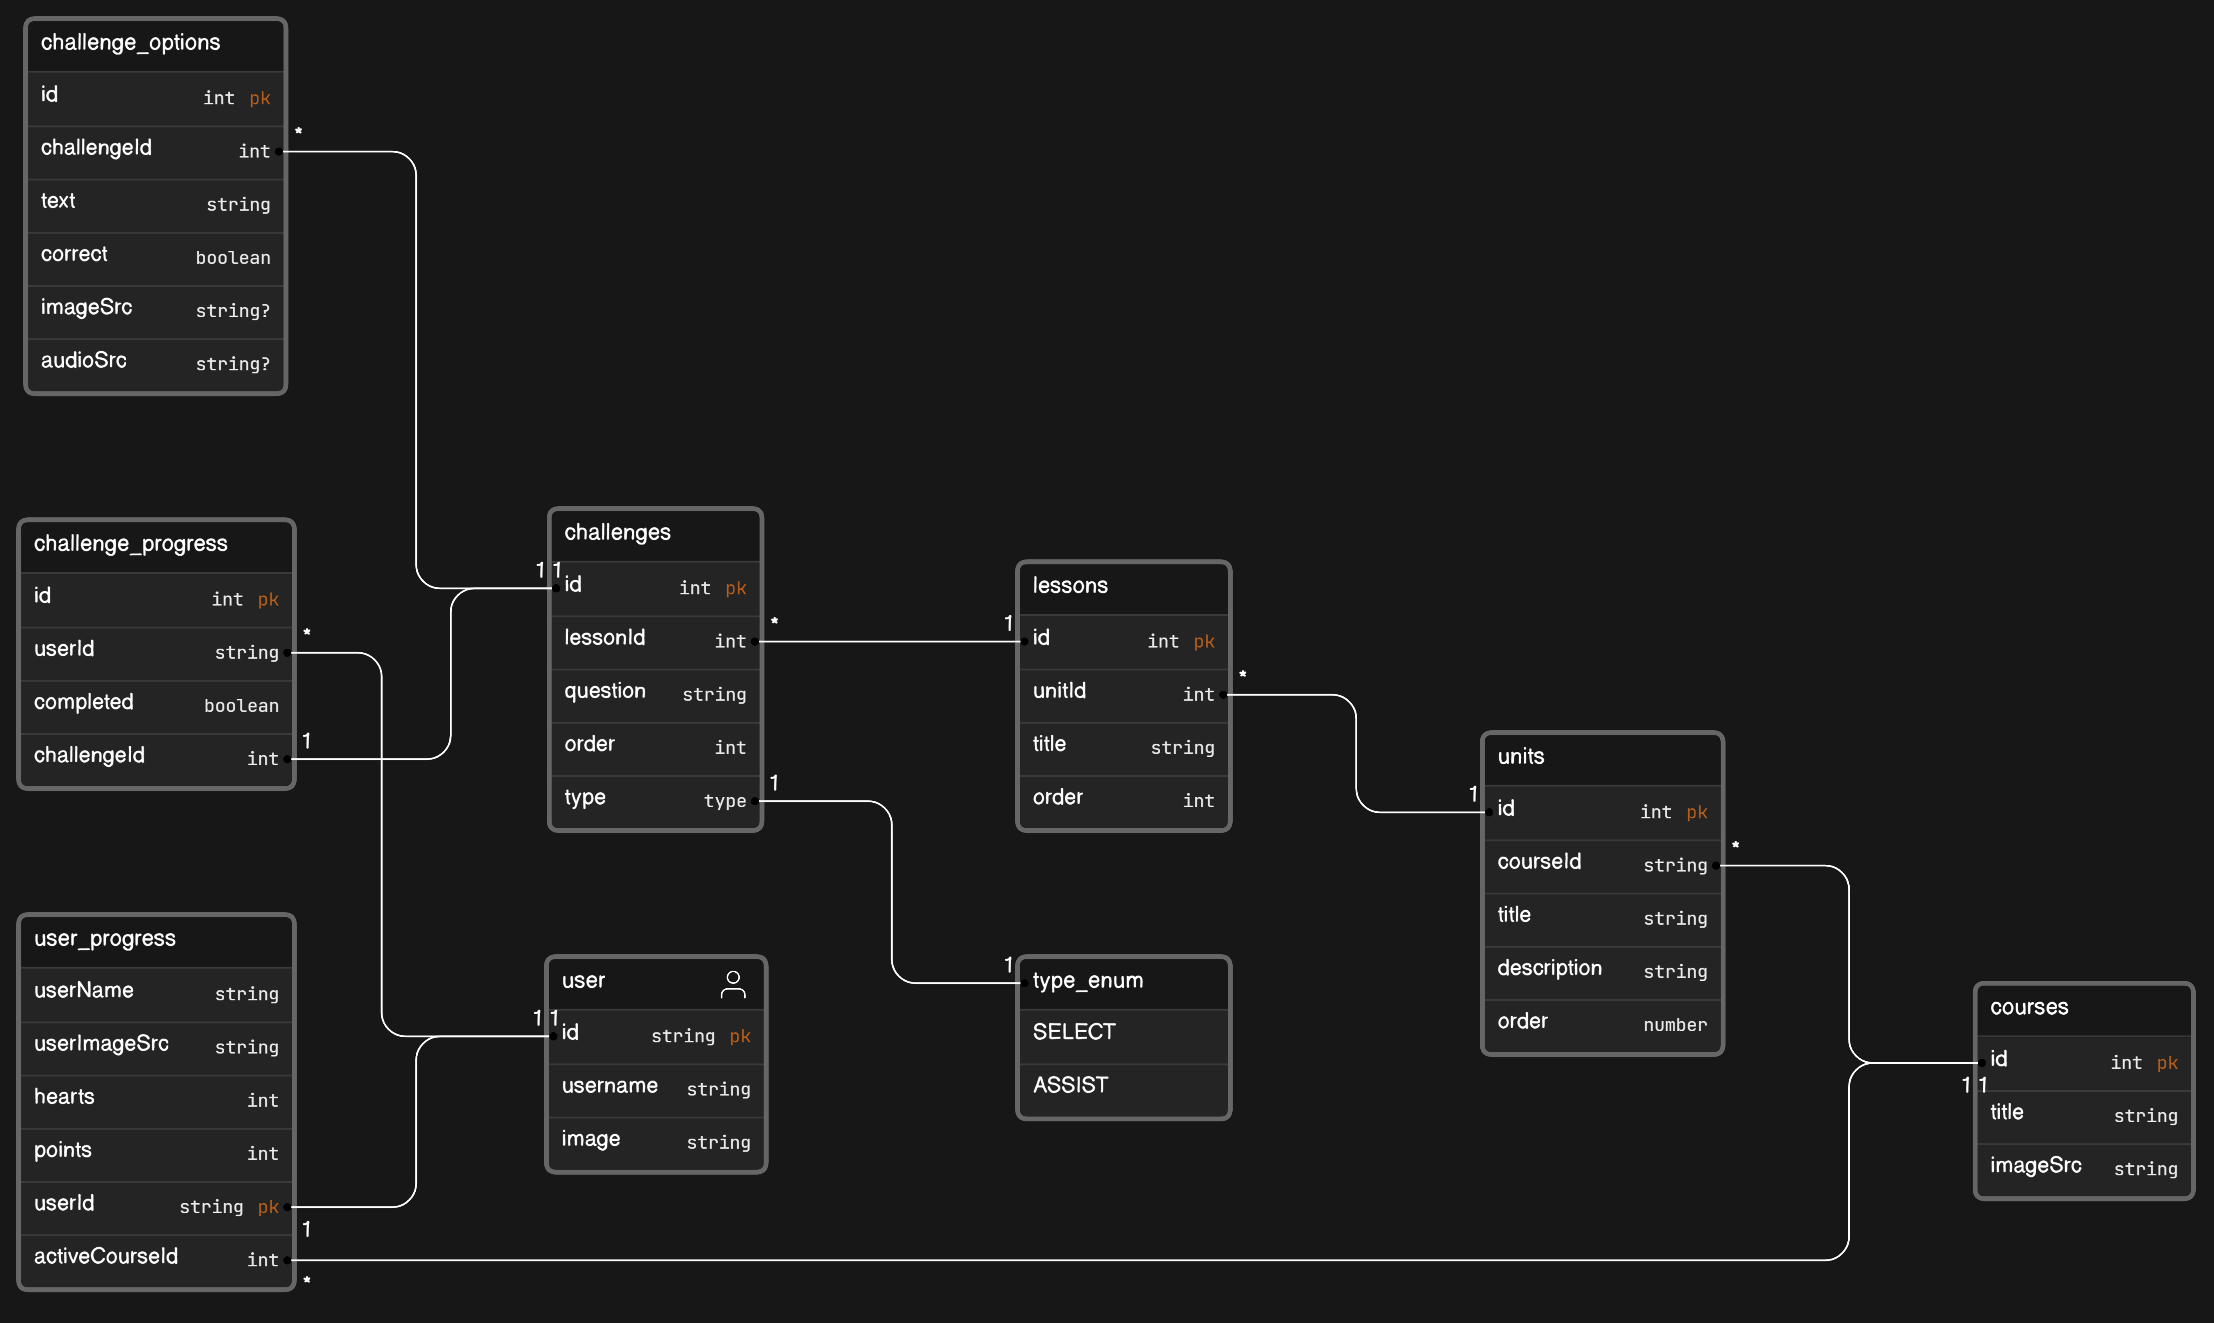 challenge_options
id int pk
*
challengeId int
text string
correct boolean
imageSrc string?
audioSrc string?
challenge_progress
id int pk
*
userId string
completed boolean
1
challengeId int
user_progress
userName string
userImageSrc string
hearts int
points int
userId string pk
1
activeCourseId int
*
challenges
1 1
id int pk
*
lessonId int
question string
order int
1
type type
user
1 1
id string pk
username string
image string
lessons
1
id int pk
*
unitId int
title string
order int
1
type_enum
SELECT
ASSIST
units
1
id int pk
*
courseId string
title string
description string
order number
courses
id int pk
1 1
title string
imageSrc string